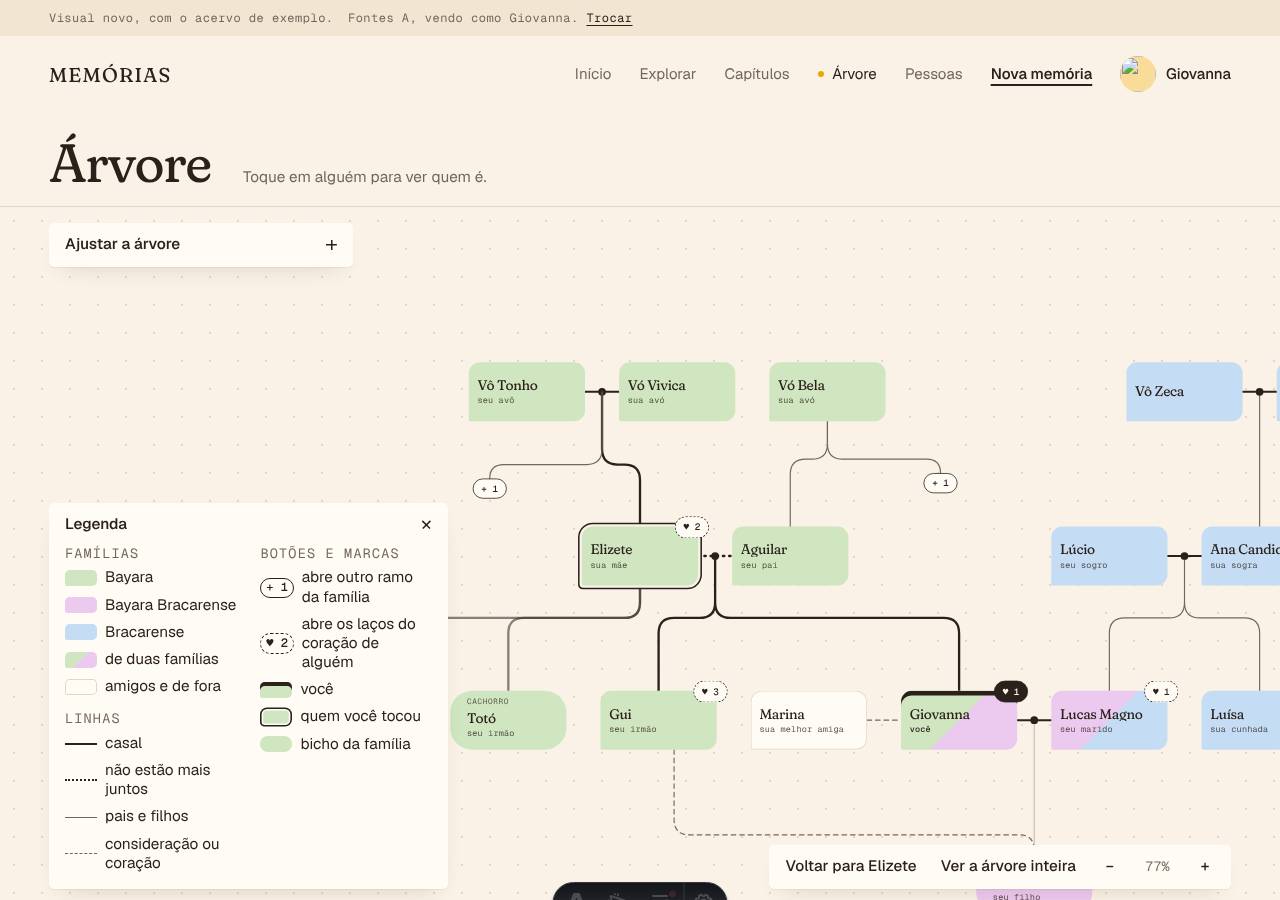 Visual novo, com o acervo de exemplo. Fontes A, vendo como Giovanna. Trocar
MEMÓRIAS
Início
Explorar
Capítulos
Árvore
Pessoas
Nova memória
Giovanna
Árvore
Toque em alguém para ver quem é.
Ajustar a árvore +
Vô Tonho
seu avô
Vó Vivica
sua avó
Vó Bela
sua avó
Vô Zeca
+ 1
+ 1
Elizete
sua mãe
♥ 2
Aguilar
seu pai
Lúcio
seu sogro
Ana Candid
sua sogra
Legenda ×
FAMÍLIAS
Bayara
Bayara Bracarense
Bracarense
de duas famílias
amigos e de fora
LINHAS
casal
não estão mais
juntos
pais e filhos
consideração ou
coração
BOTÕES E MARCAS
+ 1 abre outro ramo
da família
♥ 2 abre os laços do
coração de
alguém
você
quem você tocou
bicho da família
CACHORRO
Totó
seu irmão
Gui
seu irmão
♥ 3
Marina
sua melhor amiga
Giovanna
você
♥ 1
Lucas Magno
seu marido
♥ 1
Luísa
sua cunhada
Voltar para Elizete
Ver a árvore inteira
− 77% +
seu filho